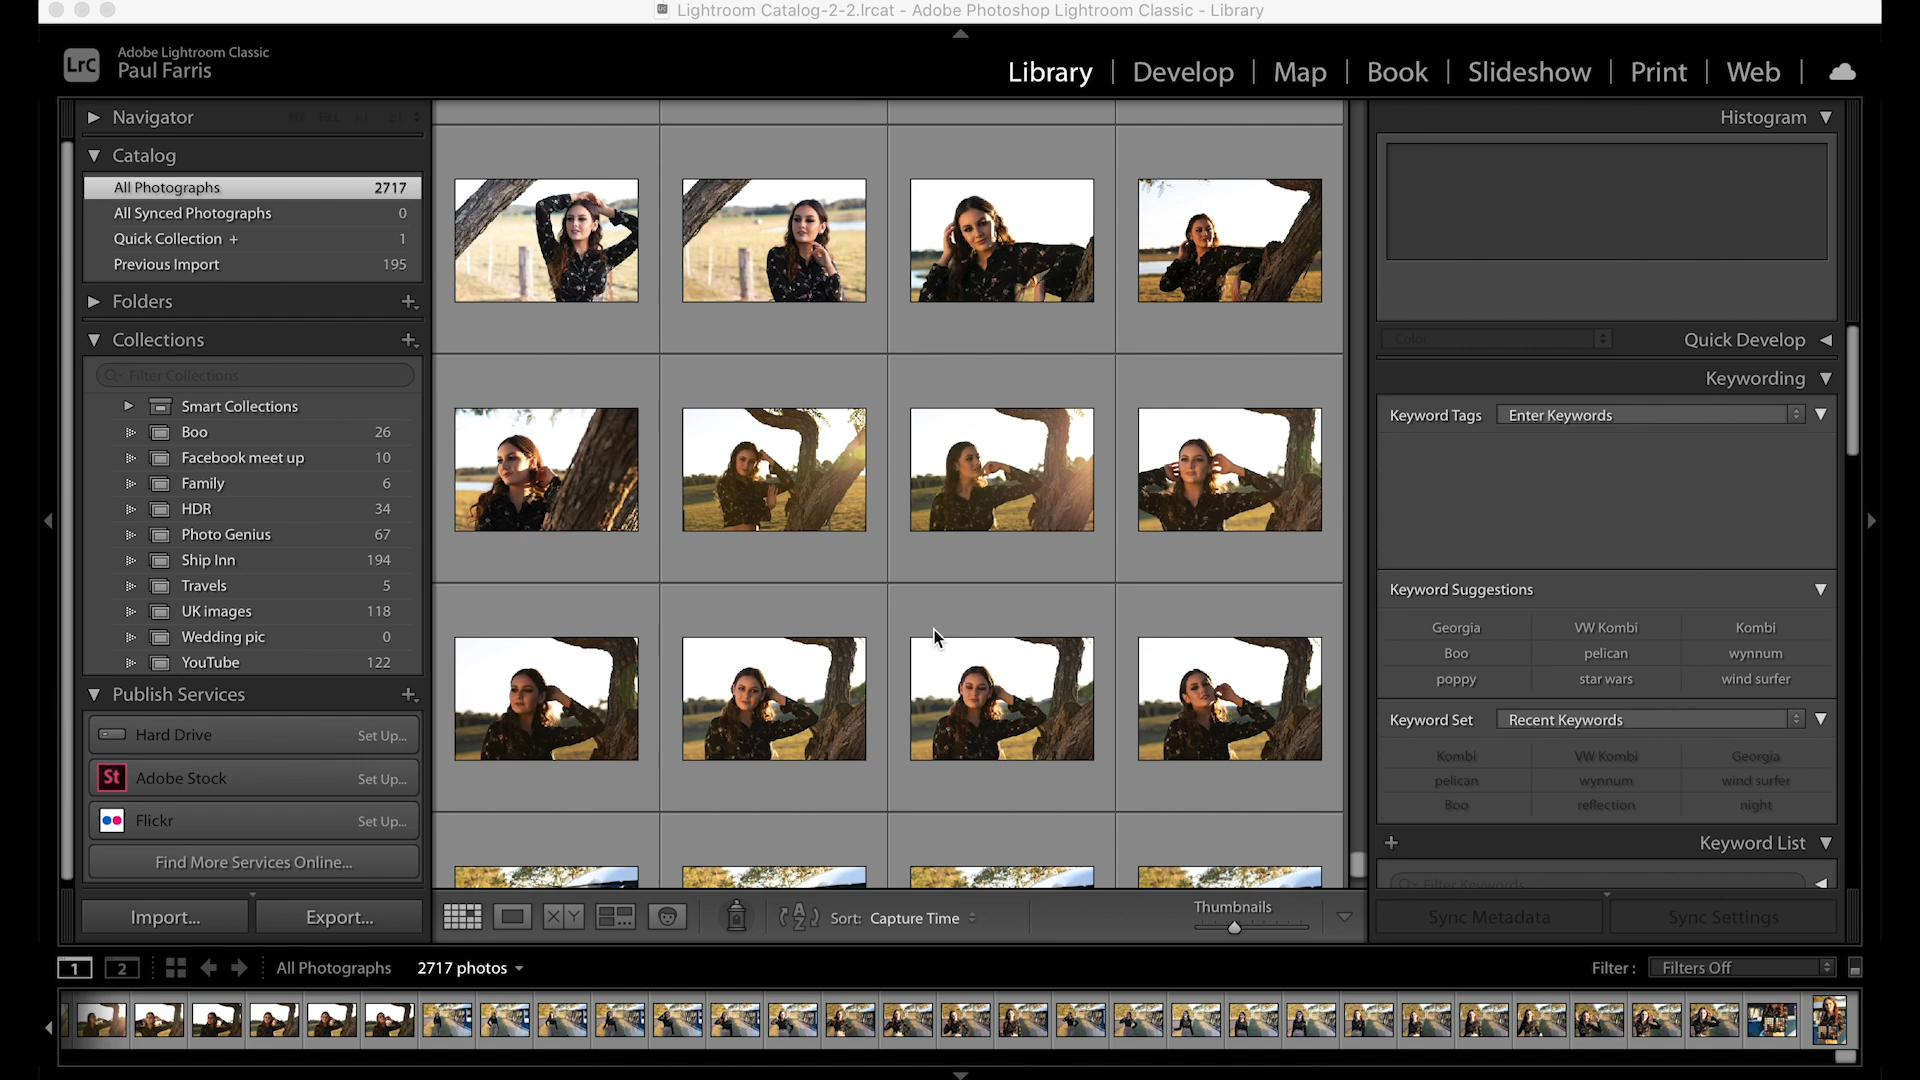 Lightroom Catalog-2-2.lrcat - Adobe Photoshop Lightroom Classic - Library
LrC
Adobe Lightroom Classic
Paul Farris
Library | Develop | Map | Book | Slideshow | Print | Web |
Navigator
Catalog
All Photographs 2717
All Synced Photographs 0
Quick Collection + 1
Previous Import 195
Folders
Collections
Filter Collections
Smart Collections
Boo 26
Facebook meet up 10
Family 6
HDR 34
Photo Genius 67
Ship Inn 194
Travels 5
UK images 118
Wedding pic 0
YouTube 122
Publish Services
Hard Drive Set Up...
St Adobe Stock Set Up...
Flickr Set Up...
Find More Services Online...
Import... Export...
X Y
A Z Sort: Capture Time
Thumbnails
Histogram
Color Quick Develop
Keywording
Keyword Tags Enter Keywords
Keyword Suggestions
Georgia VW Kombi Kombi
Boo pelican wynnum
poppy star wars wind surfer
Keyword Set Recent Keywords
Kombi VW Kombi Georgia
pelican wynnum wind surfer
Boo reflection night
+ Keyword List
Filter Keywords
Sync Metadata Sync Settings
1 2 All Photographs 2717 photos Filter : Filters Off